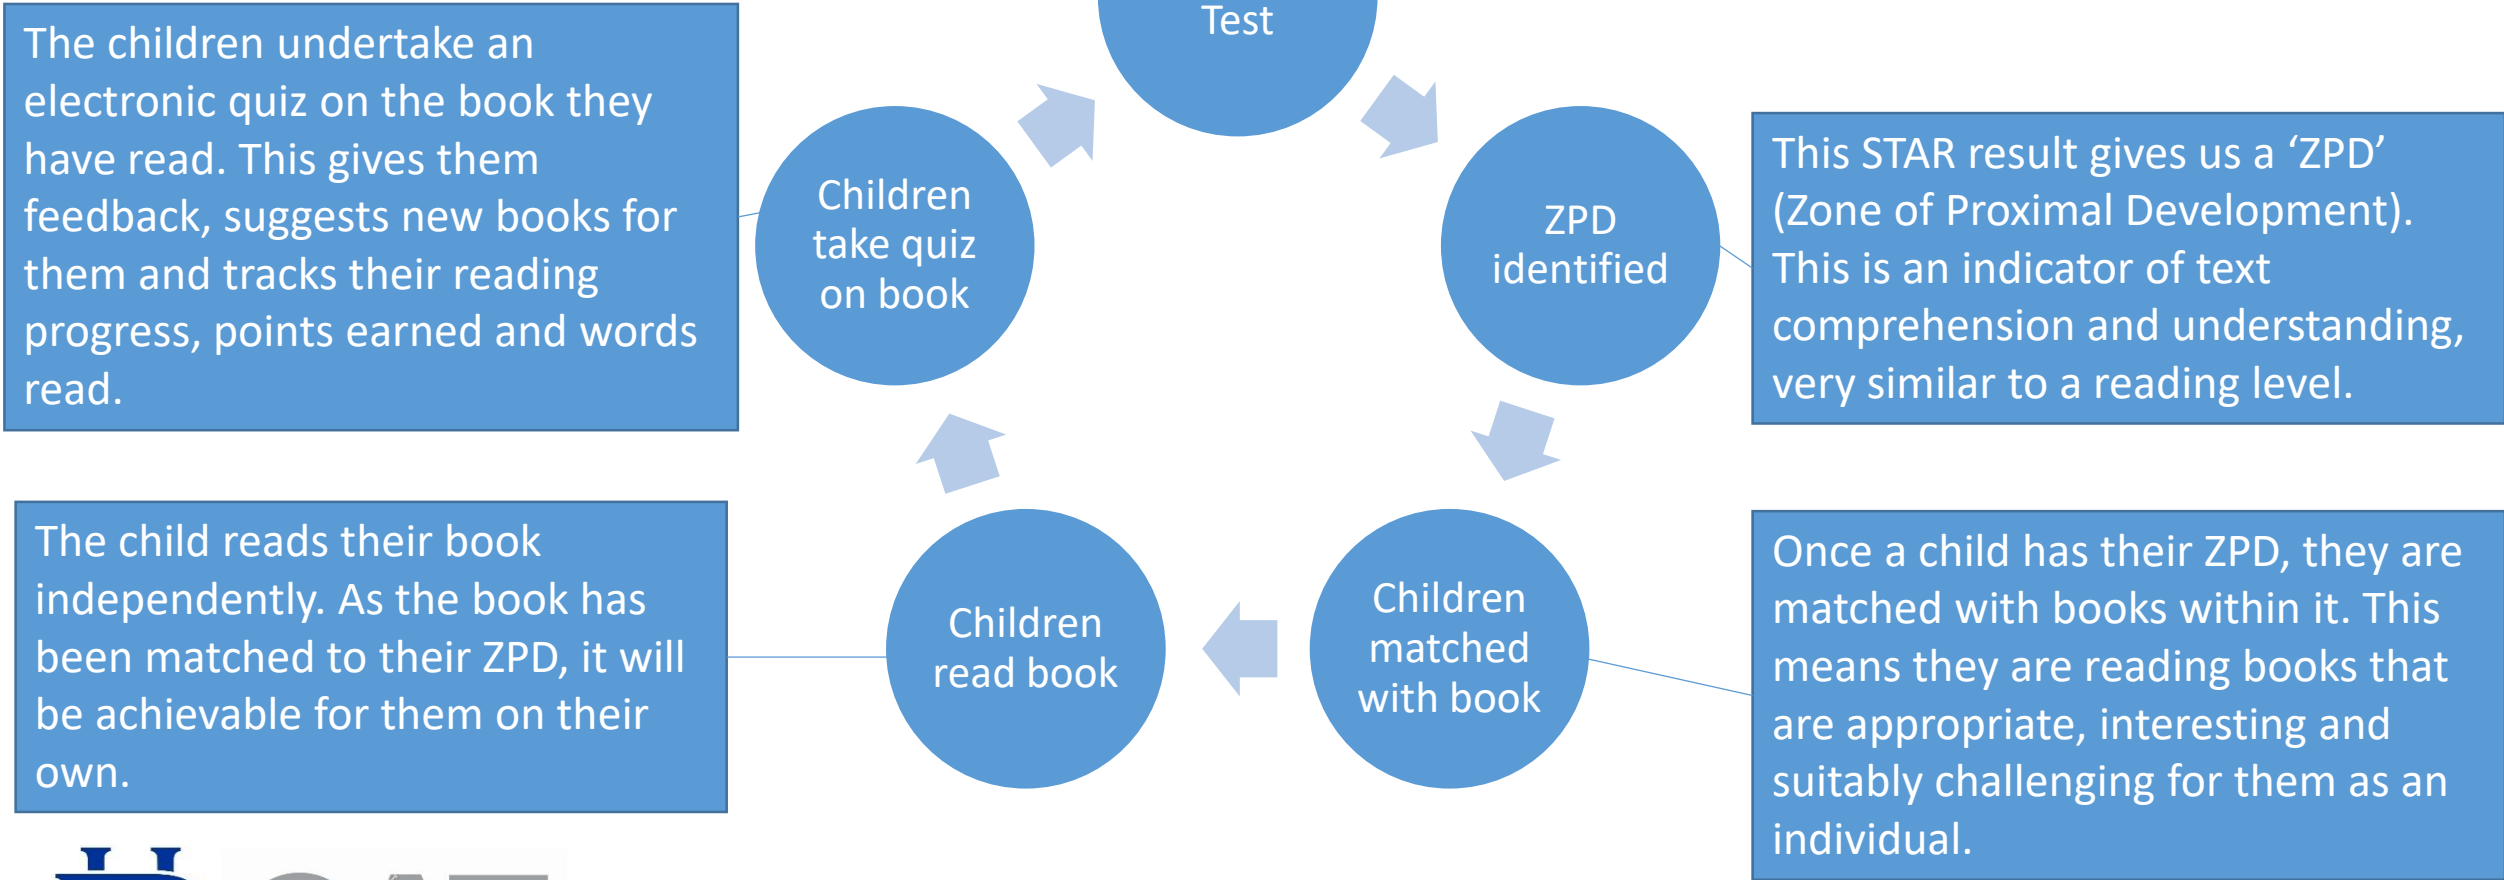 Test
The children undertake an
electronic quiz on the book they
have read. This gives them
feedback, suggests new books for
them and tracks their reading
progress, points earned and words
read.
Children
take quiz
on book
ZPD
identified
This STAR result gives us a ‘ZPD’
(Zone of Proximal Development).
This is an indicator of text
comprehension and understanding,
very similar to a reading level.
The child reads their book
independently. As the book has
been matched to their ZPD, it will
be achievable for them on their
own.
Children
read book
Children
matched
with book
Once a child has their ZPD, they are
matched with books within it. This
means they are reading books that
are appropriate, interesting and
suitably challenging for them as an
individual.